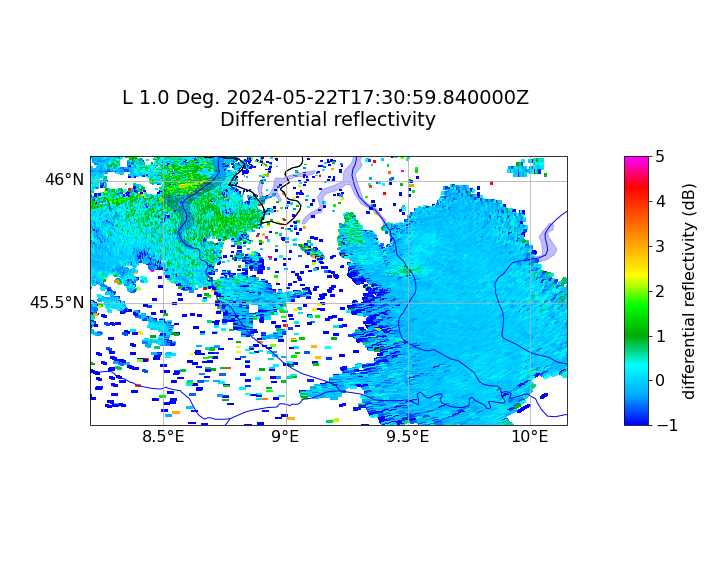 L 1.0 Deg. 2024-05-22T17:30:59.840000Z
Differential reflectivity
46°N
45.5°N
8.5°E
9°E
9.5°E
10°E
5
4
3
2
1
0
−1
differential reflectivity (dB)